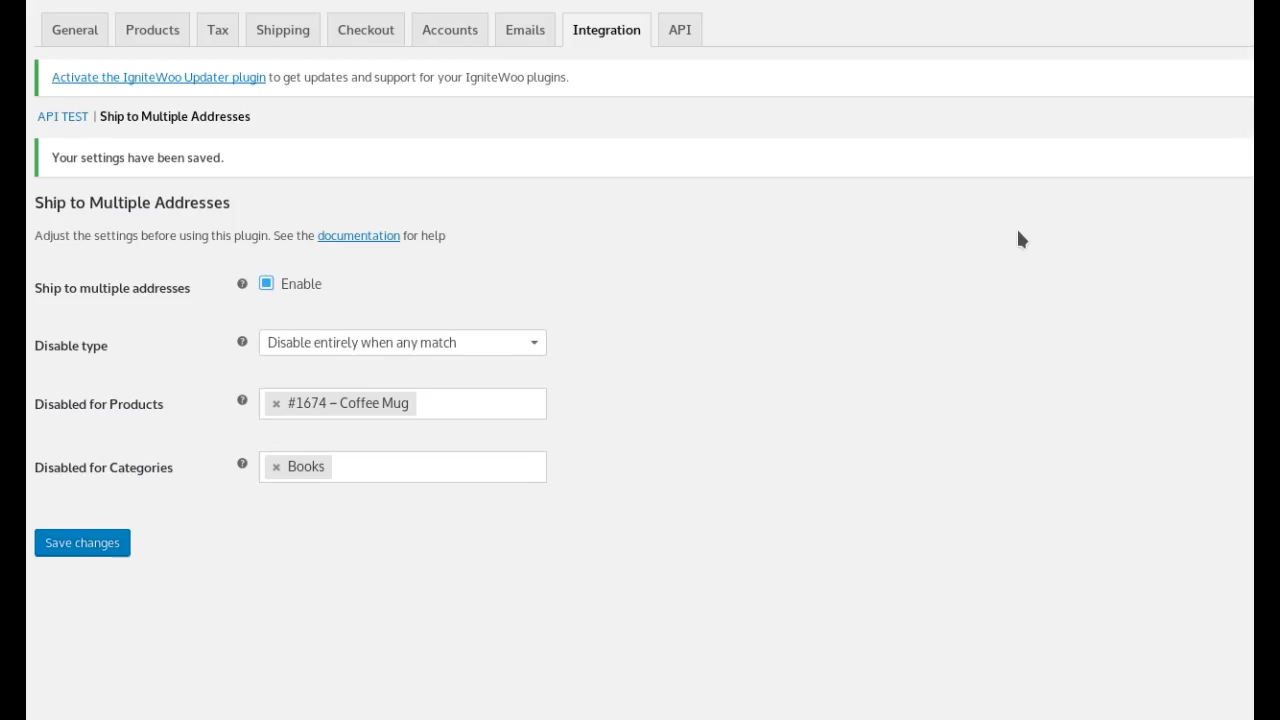 General Products Tax Shipping Checkout Accounts Emails Integration API
Activate the IgniteWoo Updater plugin to get updates and support for your IgniteWoo plugins.
API TEST | Ship to Multiple Addresses
Your settings have been saved.
Ship to Multiple Addresses
Adjust the settings before using this plugin. See the documentation for help
Ship to multiple addresses ? Enable
Disable type ? Disable entirely when any match
Disabled for Products ? × #1674 – Coffee Mug
Disabled for Categories ? × Books
Save changes